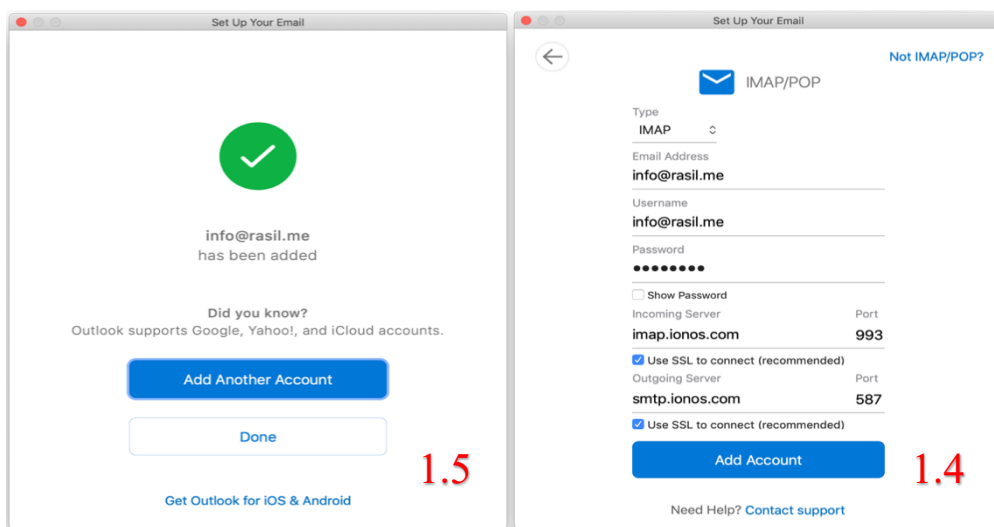 Set Up Your Email
info@rasil.me
has been added
Did you know?
Outlook supports Google, Yahoo!, and iCloud accounts.
Add Another Account
Done
1.5
Get Outlook for iOS & Android
Set Up Your Email
Not IMAP/POP?
IMAP/POP
Type
IMAP
Email Address
info@rasil.me
Username
info@rasil.me
Password
●●●●●●●●
Show Password
Incoming Server Port
imap.ionos.com 993
Use SSL to connect (recommended)
Outgoing Server Port
smtp.ionos.com 587
Use SSL to connect (recommended)
Add Account
1.4
Need Help? Contact support